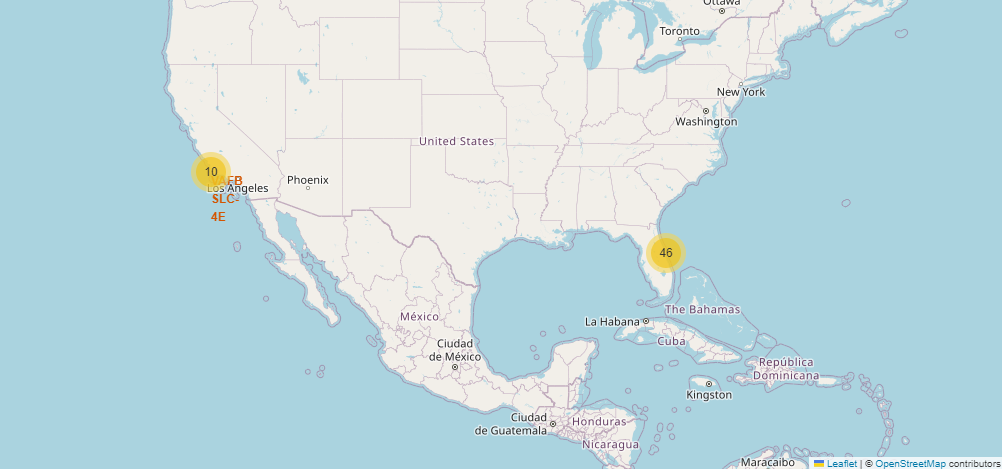 Ottawa
Toronto
New York
Washington
United States
10
VAFB
Los Angeles
SLC-
4E
Phoenix
46
The Bahamas
La Habana
Cuba
México
Ciudad
de México
República
Dominicana
Kingston
Ciudad
de Guatemala
Honduras
Nicaragua
Maracaibo
Leaflet | © OpenStreetMap contributors